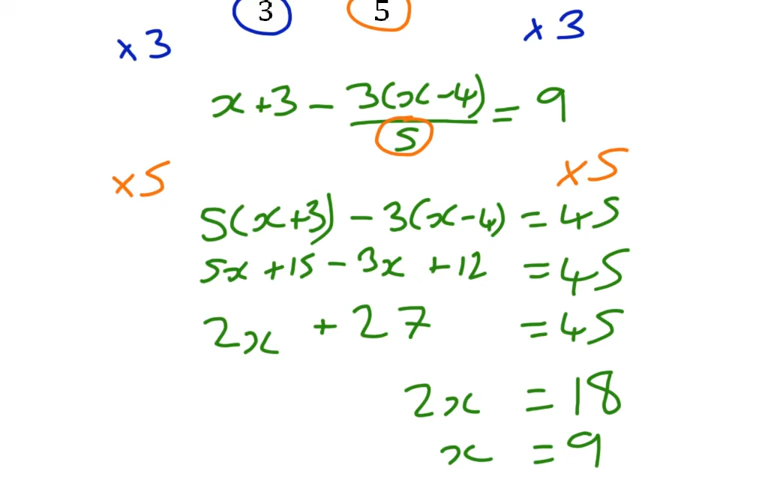 3 5
×3 ×3
x+3 - 3(x-4)/5 = 9
×5 ×5
5(x+3) - 3(x-4) = 45
5x +15 - 3x +12 = 45
2x + 27 = 45
2x = 18
x = 9